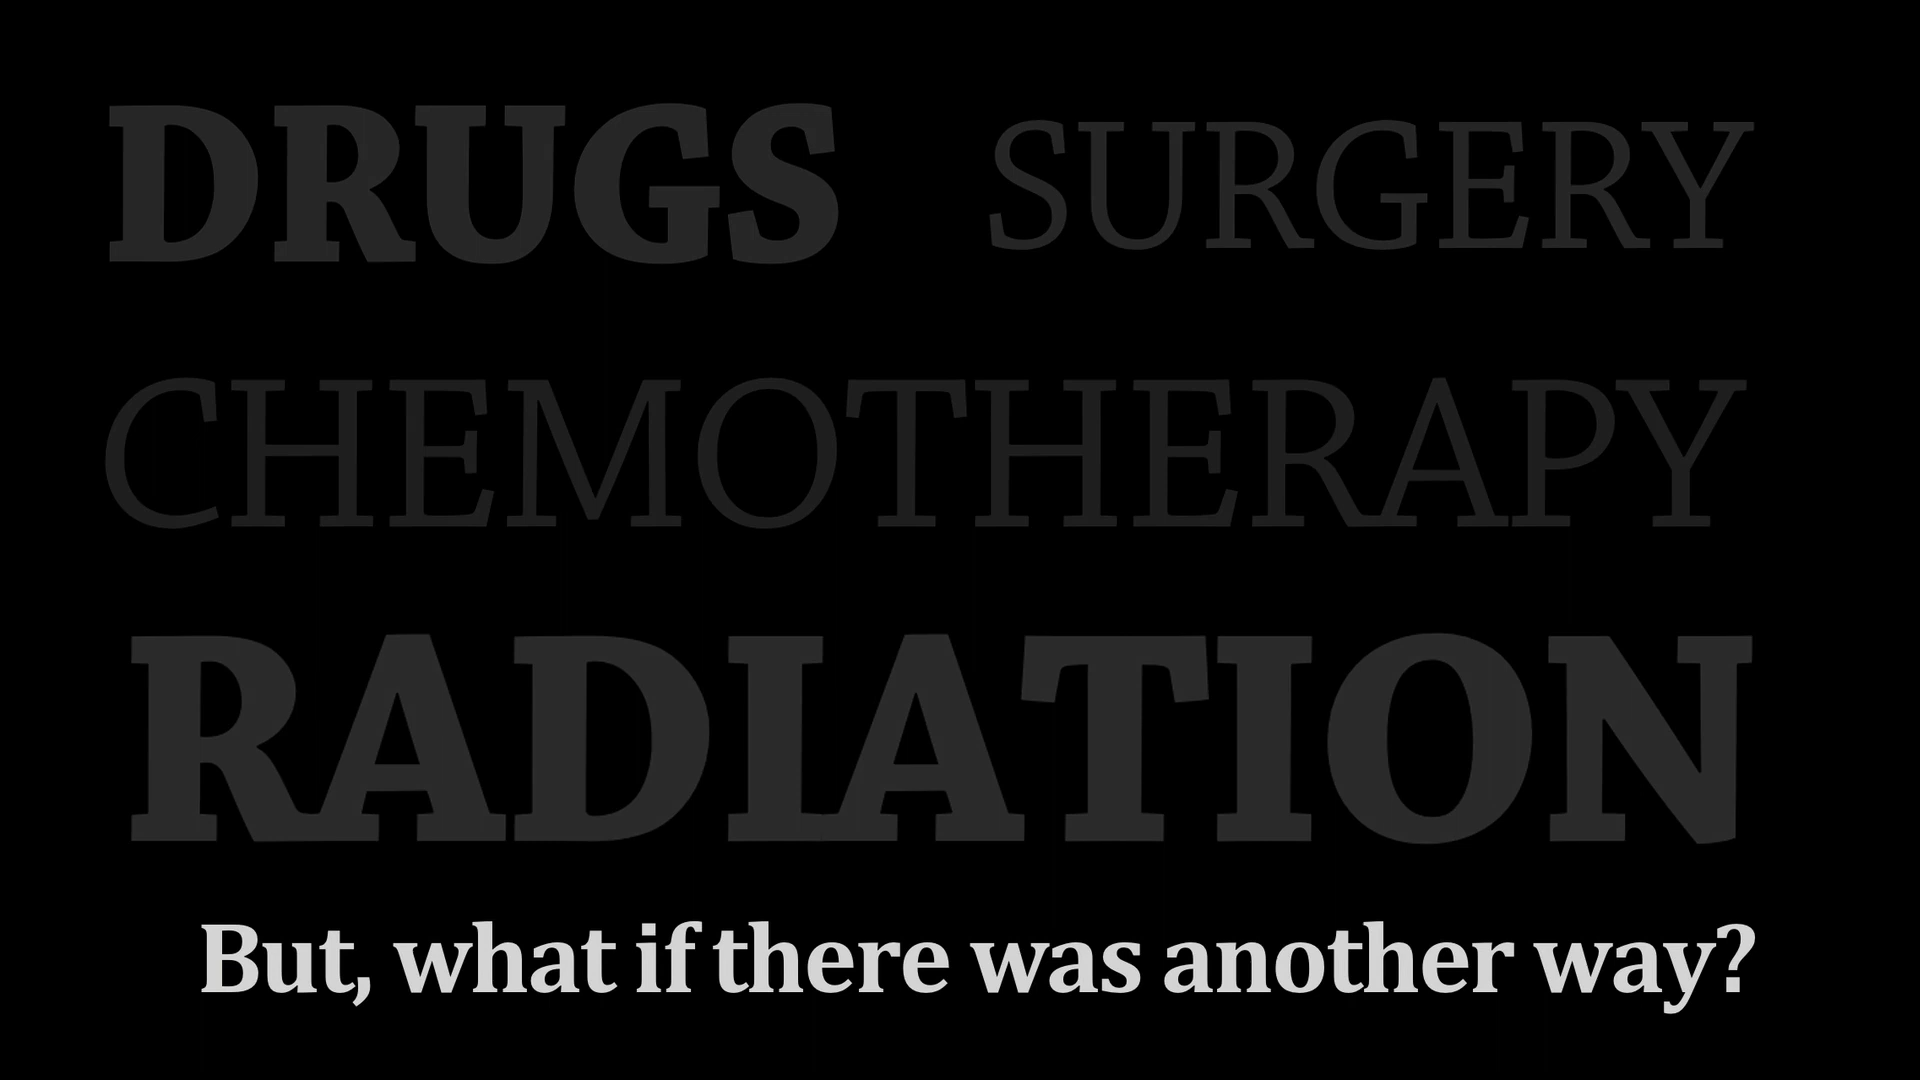 DRUGS SURGERY
CHEMOTHERAPY
RADIATION
But, what if there was another way?